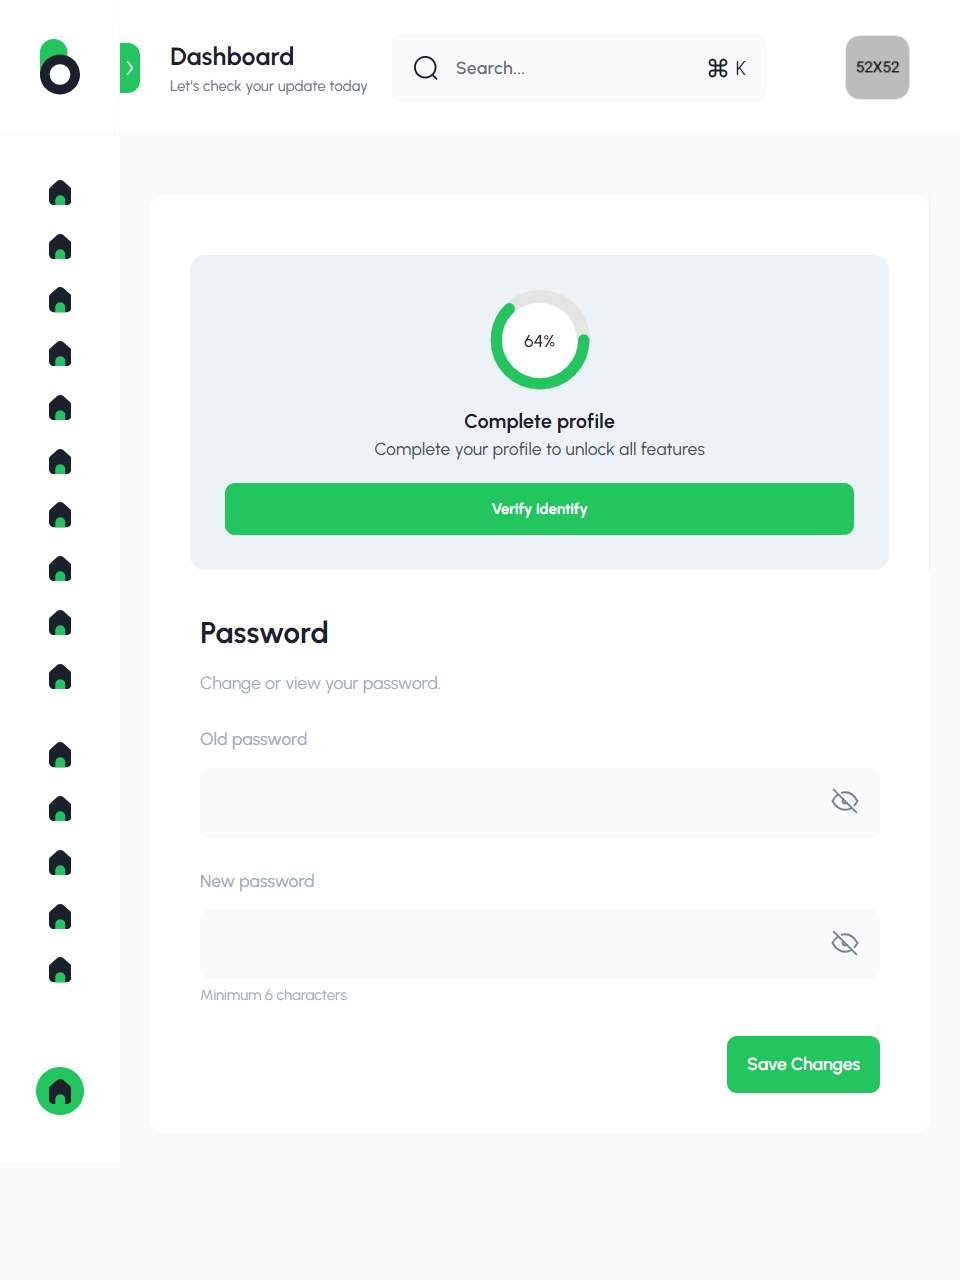 Dashboard
Let's check your update today
Search...
⌘ K
52X52
64%
Complete profile
Complete your profile to unlock all features
Verify identify
Password
Change or view your password.
Old password
New password
Minimum 6 characters
Save Changes